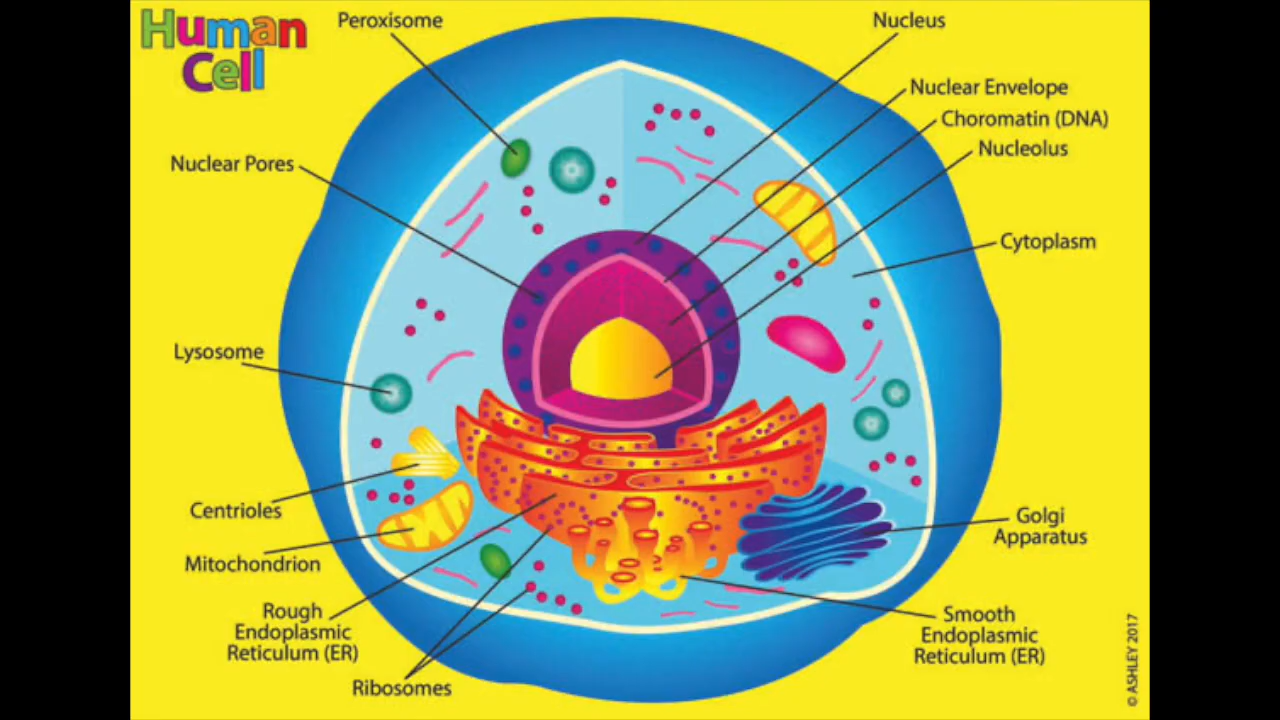 Human
Cell
Peroxisome
Nucleus
Nuclear Envelope
Choromatin (DNA)
Nucleolus
Nuclear Pores
Cytoplasm
Lysosome
Centrioles
Golgi
Apparatus
Mitochondrion
Rough
Endoplasmic
Reticulum (ER)
Smooth
Endoplasmic
Reticulum (ER)
Ribosomes
© ASHLEY 2017